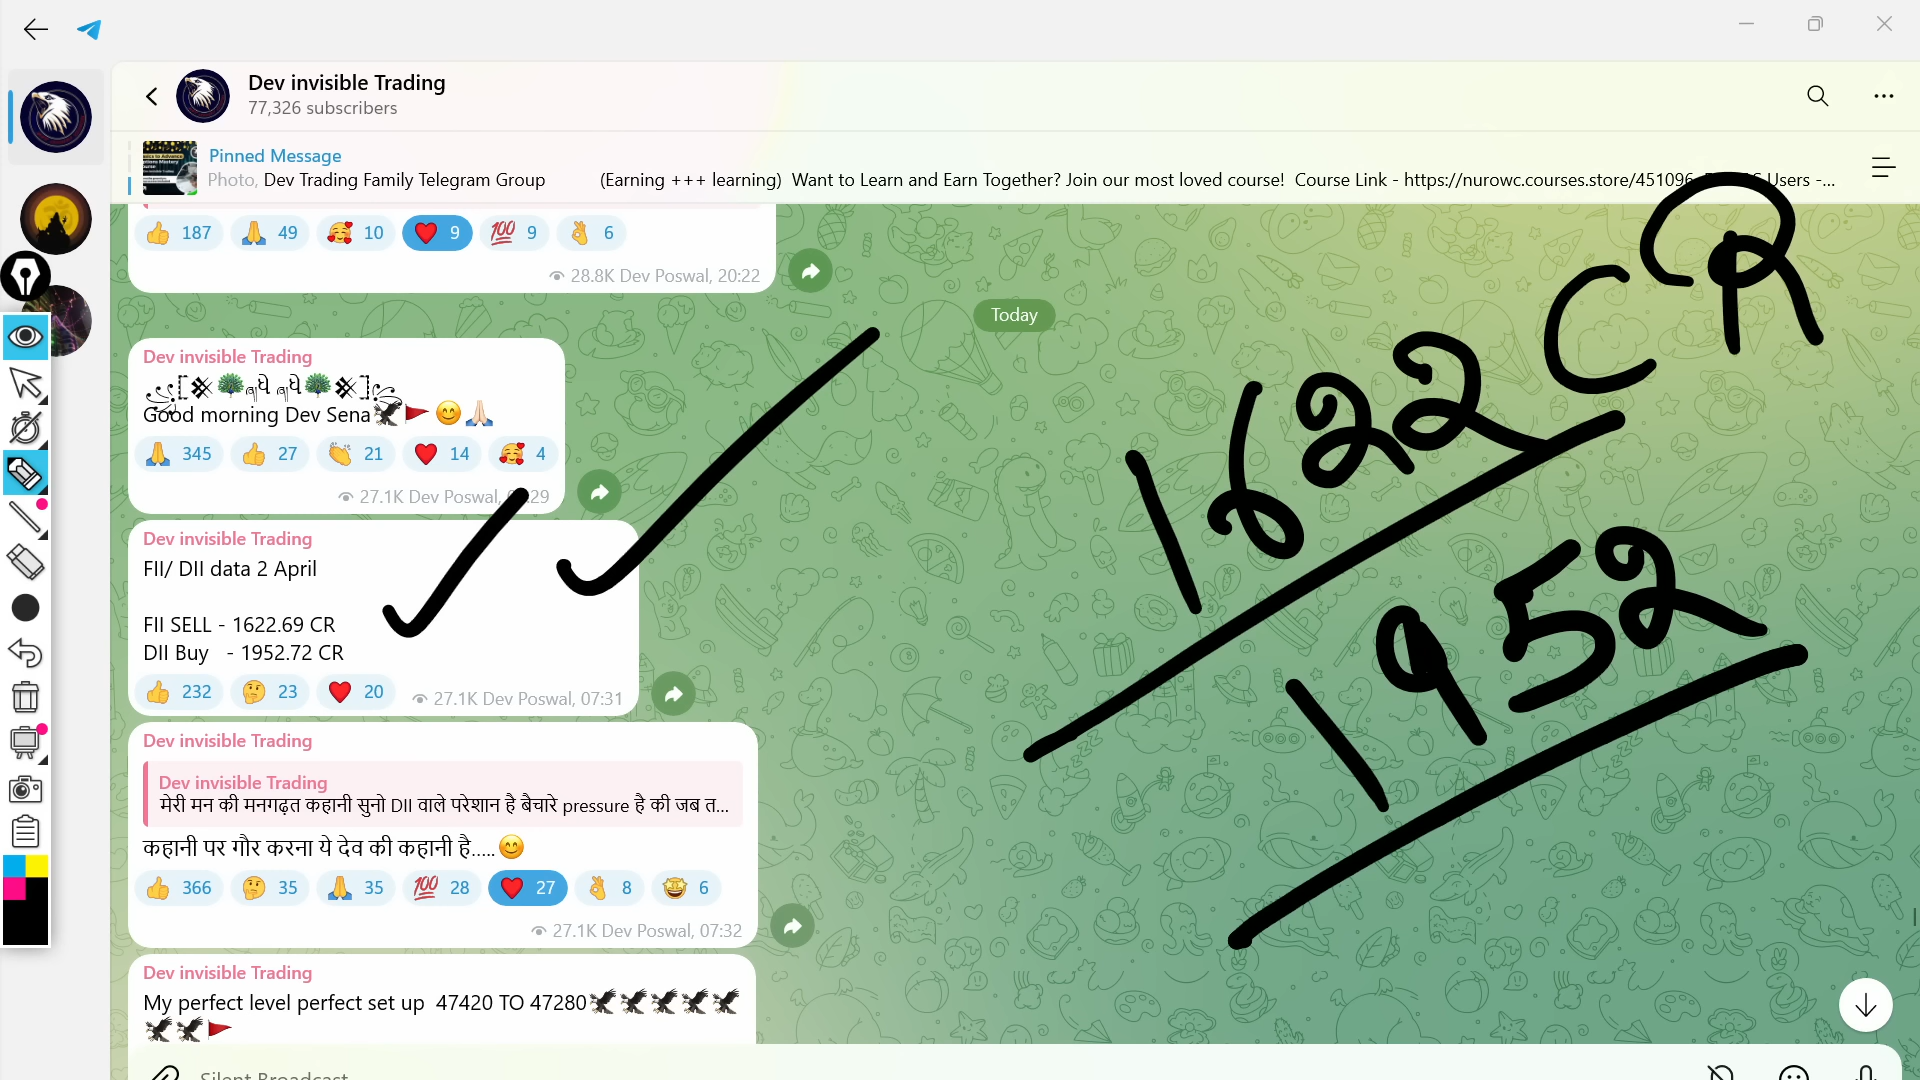 Dev invisible Trading
77,326 subscribers
Pinned Message
Photo, Dev Trading Family Telegram Group (Earning +++ learning) Want to Learn and Earn Together? Join our most loved course! Course Link - https://nurowc.courses.store/451096 Users -...
187 49 10 9 9 6
28.8K Dev Poswal, 20:22
Today
Dev invisible Trading
Good morning Dev Sena
345 27 21 14 4
27.1K Dev Poswal, 29
Dev invisible Trading
FII/ DII data 2 April
FII SELL - 1622.69 CR
DII Buy - 1952.72 CR
232 23 20
27.1K Dev Poswal, 07:31
1622 CR
1952
Dev invisible Trading
Dev invisible Trading
मेरी मन की मनगढ़त कहानी सुनो DII वाले परेशान है बेचारे pressure है की जब त...
कहानी पर गौर करना ये देव की कहानी है.....
366 35 35 28 27 8 6
27.1K Dev Poswal, 07:32
Dev invisible Trading
My perfect level perfect set up 47420 TO 47280
Silent Broadcast